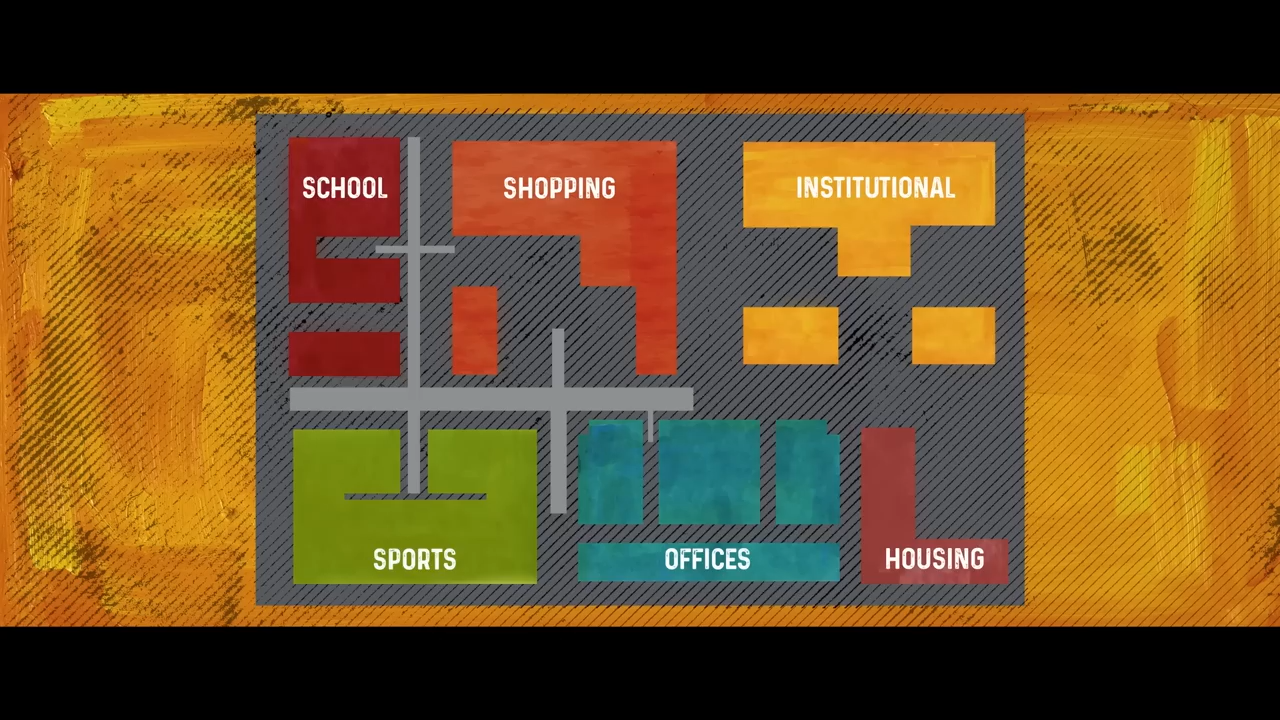 SCHOOL
SHOPPING
INSTITUTIONAL
SPORTS
OFFICES
HOUSING